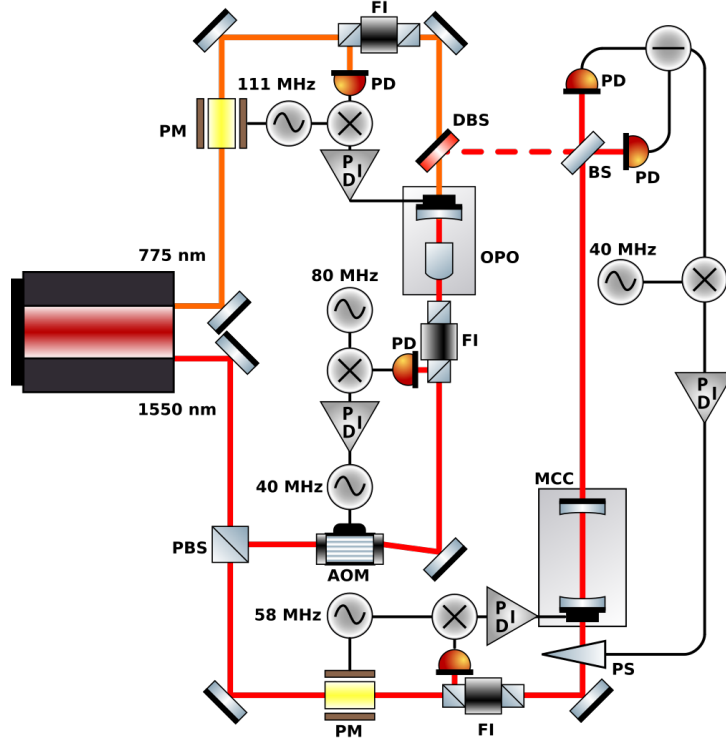 FI
111 MHz
PD
PM
P
I
D
DBS
PD
BS
PD
OPO
775 nm
80 MHz
40 MHz
FI
PD
1550 nm
P
I
D
P
I
D
40 MHz
MCC
PBS
AOM
58 MHz
P
I
D
PS
PM
FI